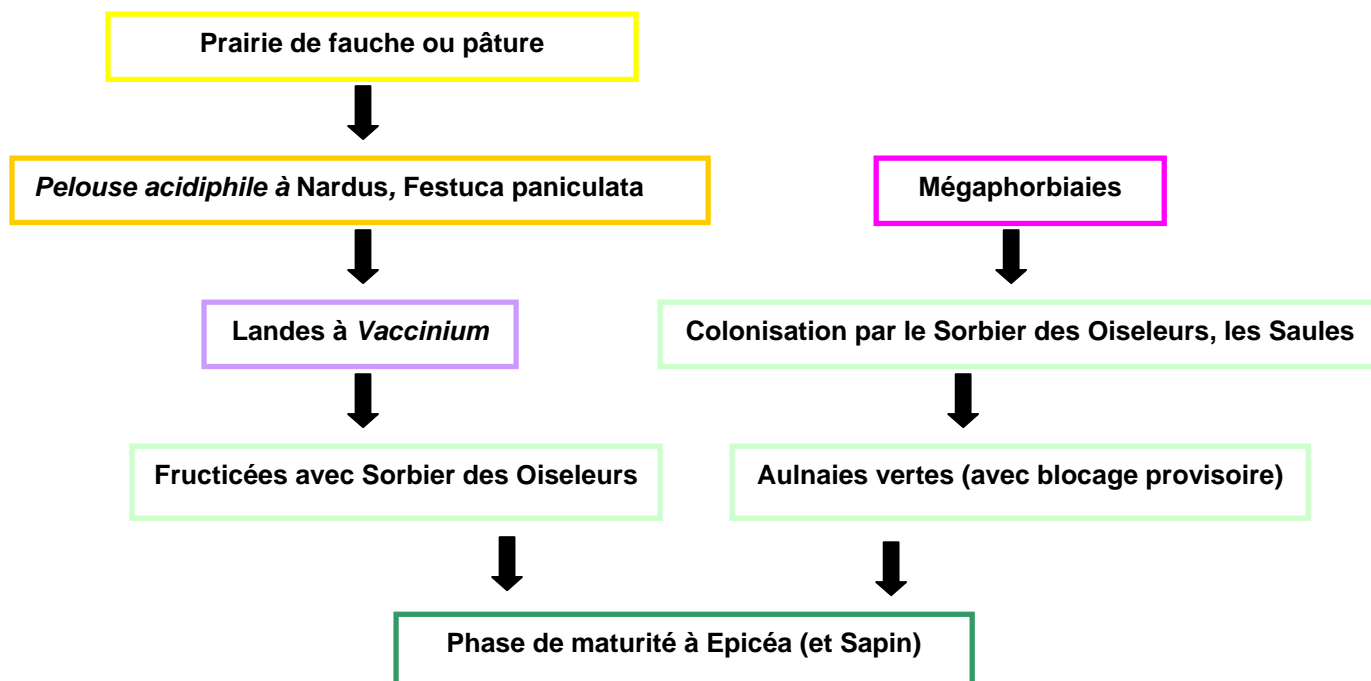 Prairie de fauche ou pâture
Pelouse acidiphile à Nardus, Festuca paniculata
Mégaphorbiaies
Landes à Vaccinium
Colonisation par le Sorbier des Oiseleurs, les Saules
Fructicées avec Sorbier des Oiseleurs
Aulnaies vertes (avec blocage provisoire)
Phase de maturité à Epicéa (et Sapin)